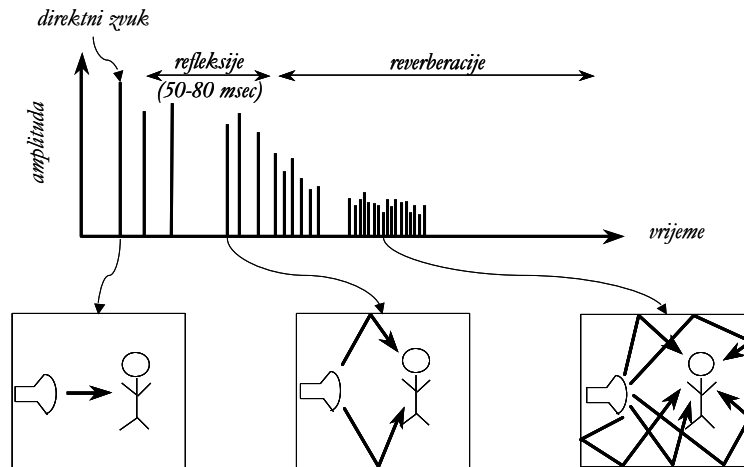 direktni zvuk
refleksije
(50-80 msec)
reverberacije
amplituda
vrijeme